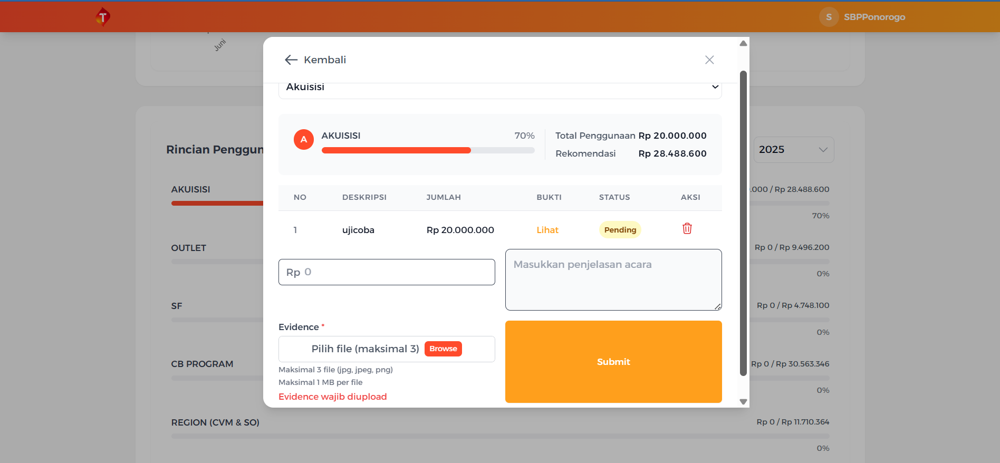 T
S SBPPonorogo
Juni
Kembali
Akuisisi
A AKUISISI 70%
Total Penggunaan Rp 20.000.000
Rekomendasi Rp 28.488.600
NO DESKRIPSI JUMLAH BUKTI STATUS AKSI
1 ujicoba Rp 20.000.000 Lihat Pending
Rp 0
Masukkan penjelasan acara
Evidence *
Pilih file (maksimal 3) Browse
Maksimal 3 file (jpg, jpeg, png)
Maksimal 1 MB per file
Evidence wajib diupload
Submit
Rincian Penggun
2025
AKUISISI .000 / Rp 28.488.600
70%
OUTLET Rp 0 / Rp 9.496.200
0%
SF Rp 0 / Rp 4.748.100
0%
CB PROGRAM Rp 0 / Rp 30.563.346
0%
REGION (CVM & SO) Rp 0 / Rp 11.710.364
0%